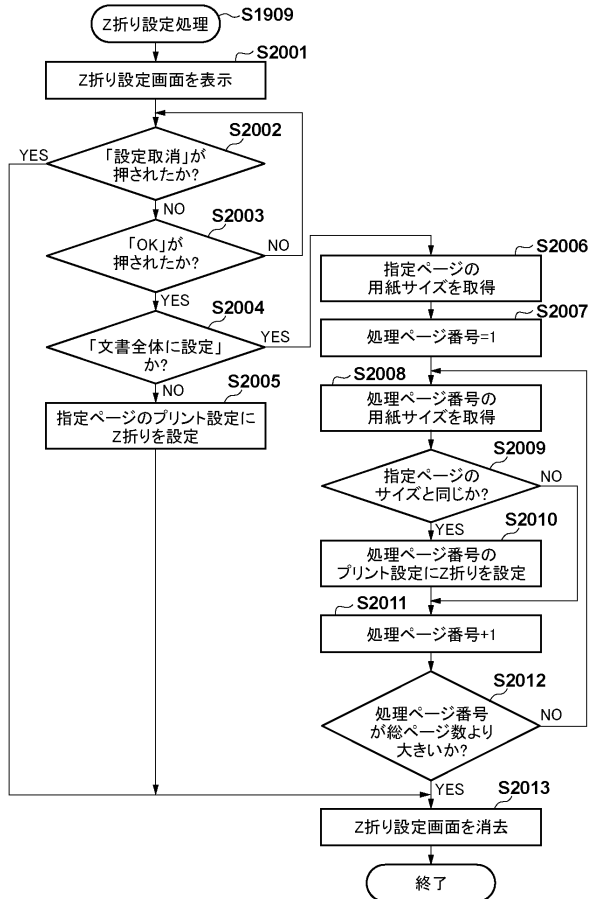 Z折り設定処理
S1909
S2001
Z折り設定画面を表示
S2002
YES
「設定取消」が
押されたか?
NO
S2003
「OK」が
押されたか?
NO
YES
S2004
「文書全体に設定」
か?
YES
NO
S2005
指定ページのプリント設定に
Z折りを設定
S2006
指定ページの
用紙サイズを取得
S2007
処理ページ番号=1
S2008
処理ページ番号の
用紙サイズを取得
S2009
指定ページの
サイズと同じか?
NO
YES
S2010
処理ページ番号の
プリント設定にZ折りを設定
S2011
処理ページ番号+1
S2012
処理ページ番号
が総ページ数より
大きいか?
NO
YES
S2013
Z折り設定画面を消去
終了